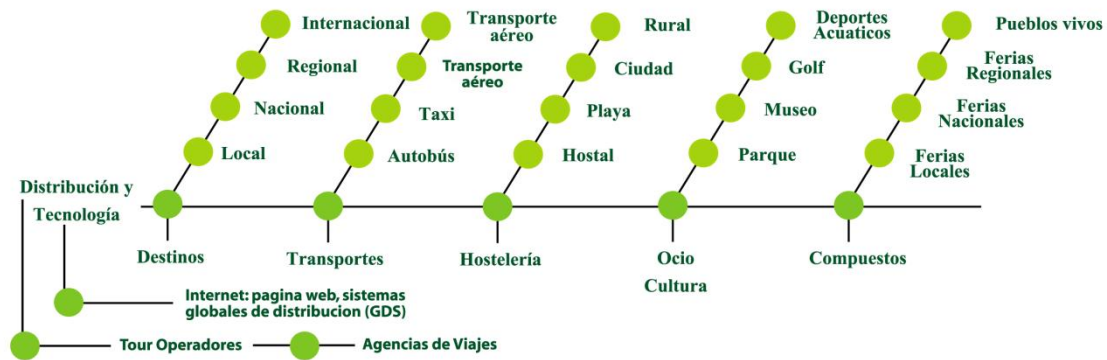 Internacional
Regional
Nacional
Local
Transporte
aéreo
Transporte
aéreo
Taxi
Autobús
Rural
Ciudad
Playa
Hostal
Deportes
Acuaticos
Golf
Museo
Parque
Pueblos vivos
Ferias
Regionales
Ferias
Nacionales
Ferias
Locales
Distribución y
Tecnología
Destinos
Transportes
Hostelería
Ocio
Cultura
Compuestos
Internet: pagina web, sistemas
globales de distribucion (GDS)
Tour Operadores
Agencias de Viajes